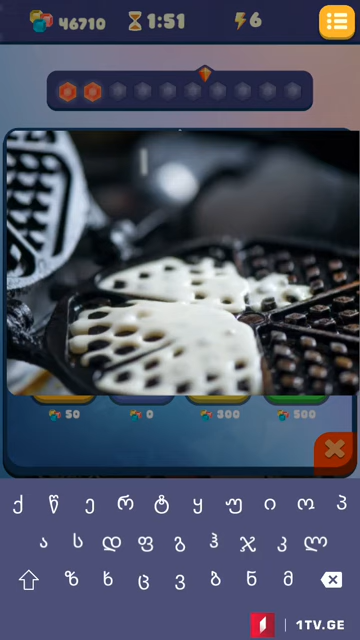 46710 1:51 6
50 0 300 500
ქ წ ე რ ტ ყ უ ი ო პ
ა ს დ ფ გ ჰ ჯ კ ლ
ზ ხ ც ვ ბ ნ მ
1TV.GE